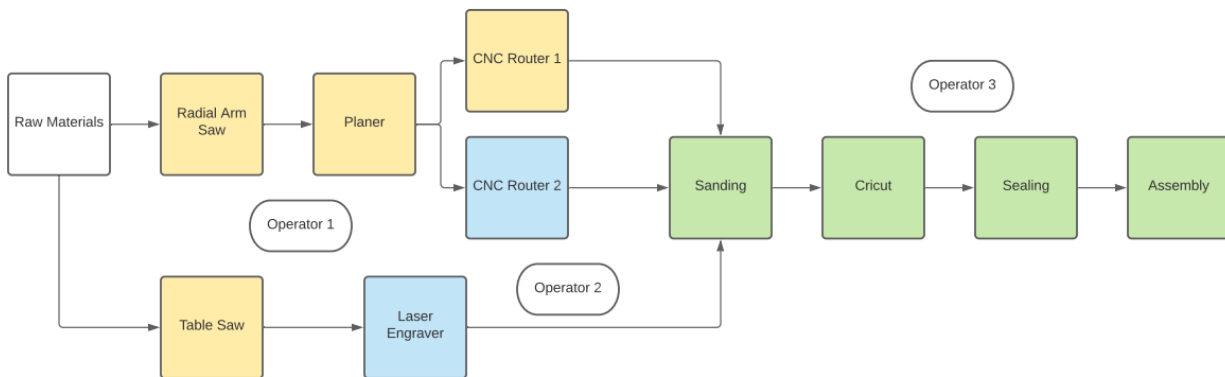 CNC Router 1
Operator 3
Raw Materials
Radial Arm
Saw
Planer
CNC Router 2
Sanding
Cricut
Sealing
Assembly
Operator 1
Operator 2
Table Saw
Laser
Engraver